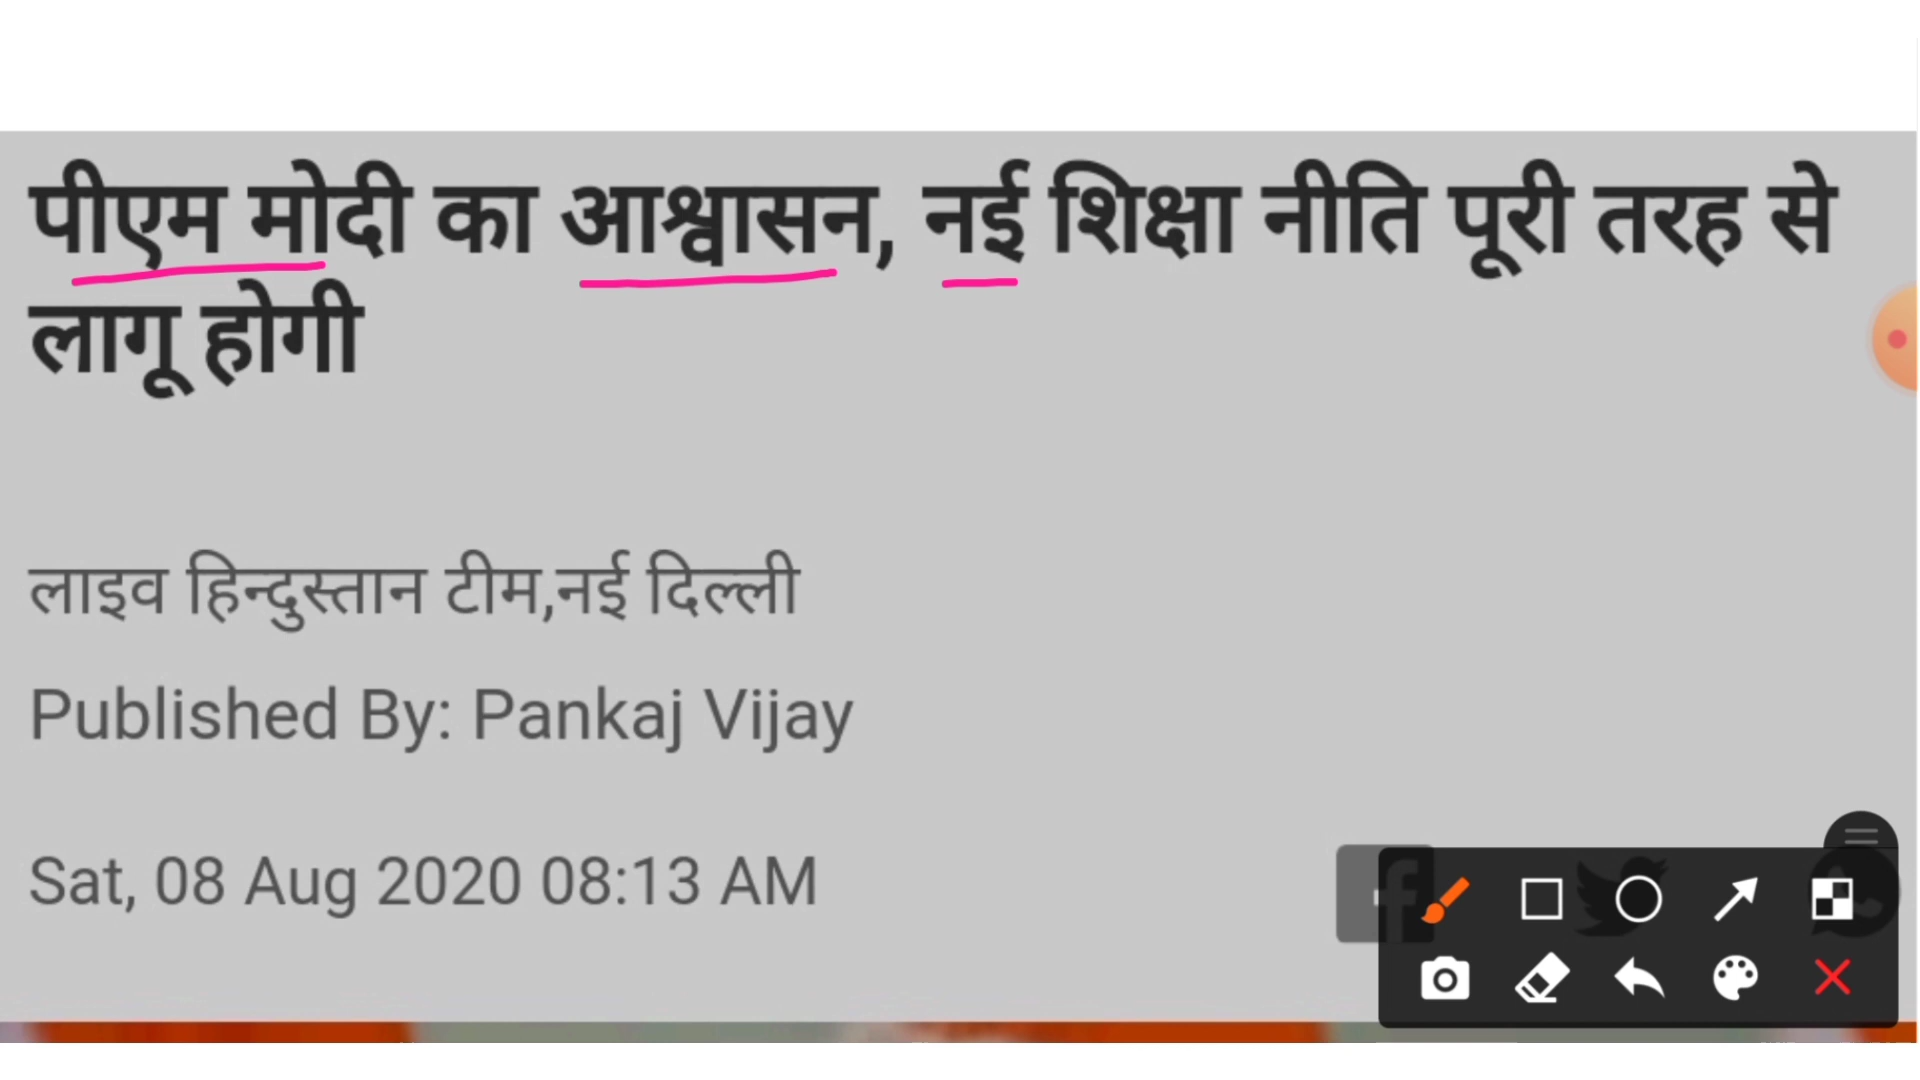 पीएम मोदी का आश्वासन, नई शिक्षा नीति पूरी तरह से
लागू होगी
लाइव हिन्दुस्तान टीम,नई दिल्ली
Published By: Pankaj Vijay
Sat, 08 Aug 2020 08:13 AM